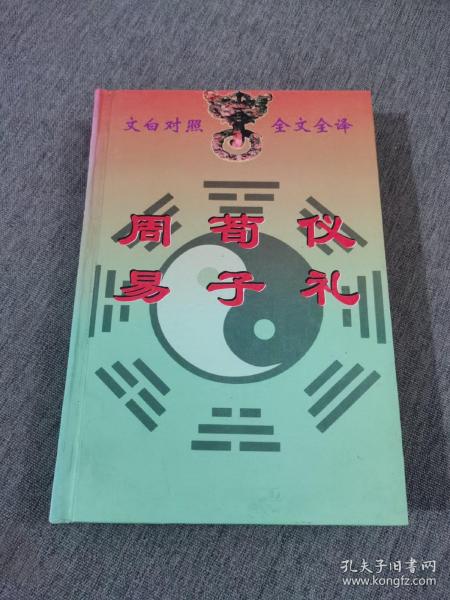 文白对照 全文全译
周易
荀子
仪礼
孔夫子旧书网
www.kongfz.com